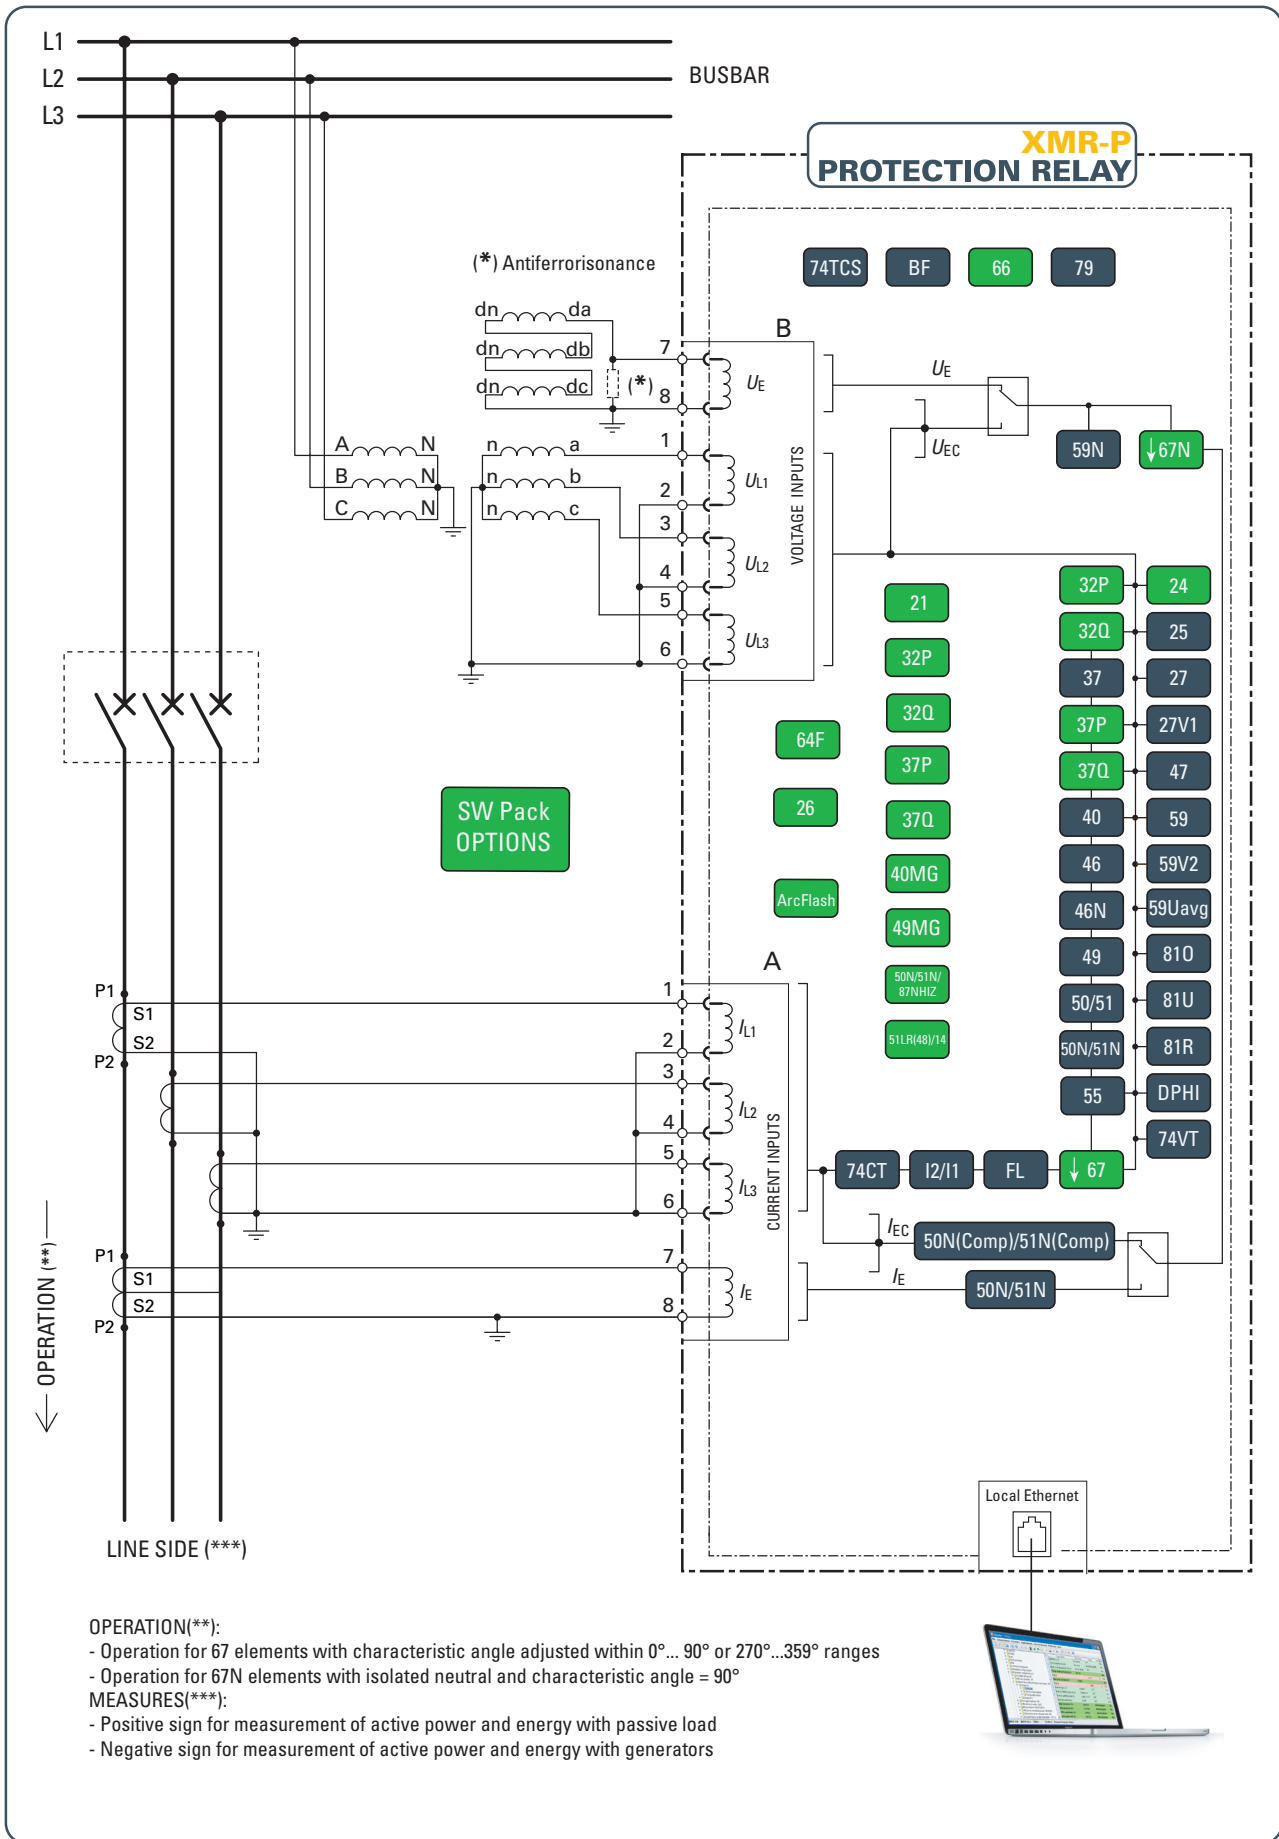 L1
L2
BUSBAR
L3
XMR-P
PROTECTION RELAY
(*) Antiferrorisonance
74TCS
BF
66
79
dn da
dn db
dn dc
(*)
7
8
B
UE
UE
UEC
59N
↓67N
A N
B N
C N
n a
n b
n c
1
2
3
4
5
6
UL1
UL2
UL3
VOLTAGE INPUTS
21
32P
32Q
37P
37Q
40MG
49MG
50N/51N/
87NHIZ
51LR(48)/14
64F
26
ArcFlash
SW Pack
OPTIONS
32P
24
32Q
25
37
27
37P
27V1
37Q
47
40
59
46
59V2
46N
59Uavg
49
81O
50/51
81U
50N/51N
81R
55
DPHI
74VT
A
P1
S1
S2
P2
1
2
3
4
5
6
IL1
IL2
IL3
CURRENT INPUTS
74CT
I2/I1
FL
↓ 67
IEC
50N(Comp)/51N(Comp)
P1
S1
S2
P2
7
8
IE
IE
50N/51N
OPERATION (**)
Local Ethernet
LINE SIDE (***)
OPERATION(**):
- Operation for 67 elements with characteristic angle adjusted within 0°... 90° or 270°...359° ranges
- Operation for 67N elements with isolated neutral and characteristic angle = 90°
MEASURES(***):
- Positive sign for measurement of active power and energy with passive load
- Negative sign for measurement of active power and energy with generators